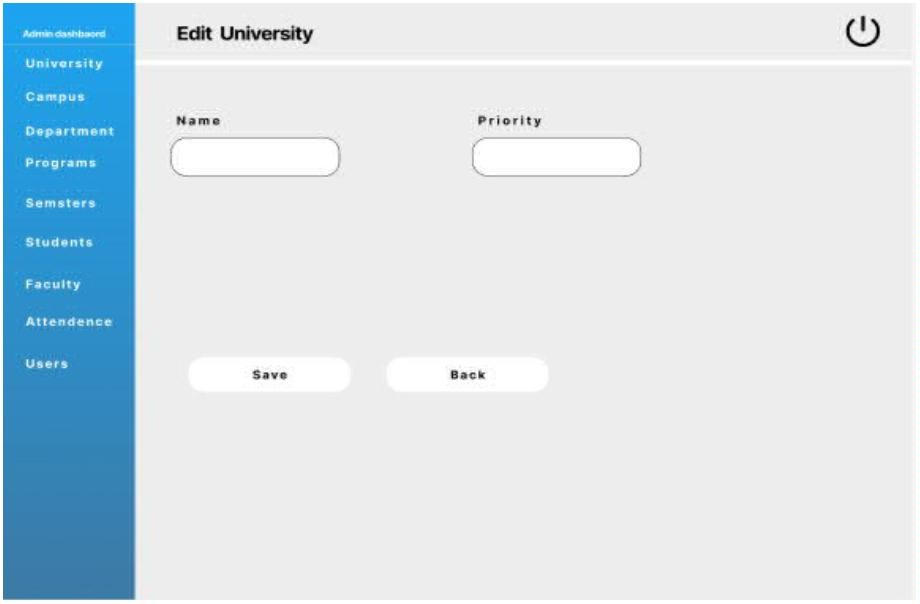 Admin dashbaord
University
Campus
Department
Programs
Semsters
Students
Faculty
Attendence
Users
Edit University
Name
Priority
Save
Back